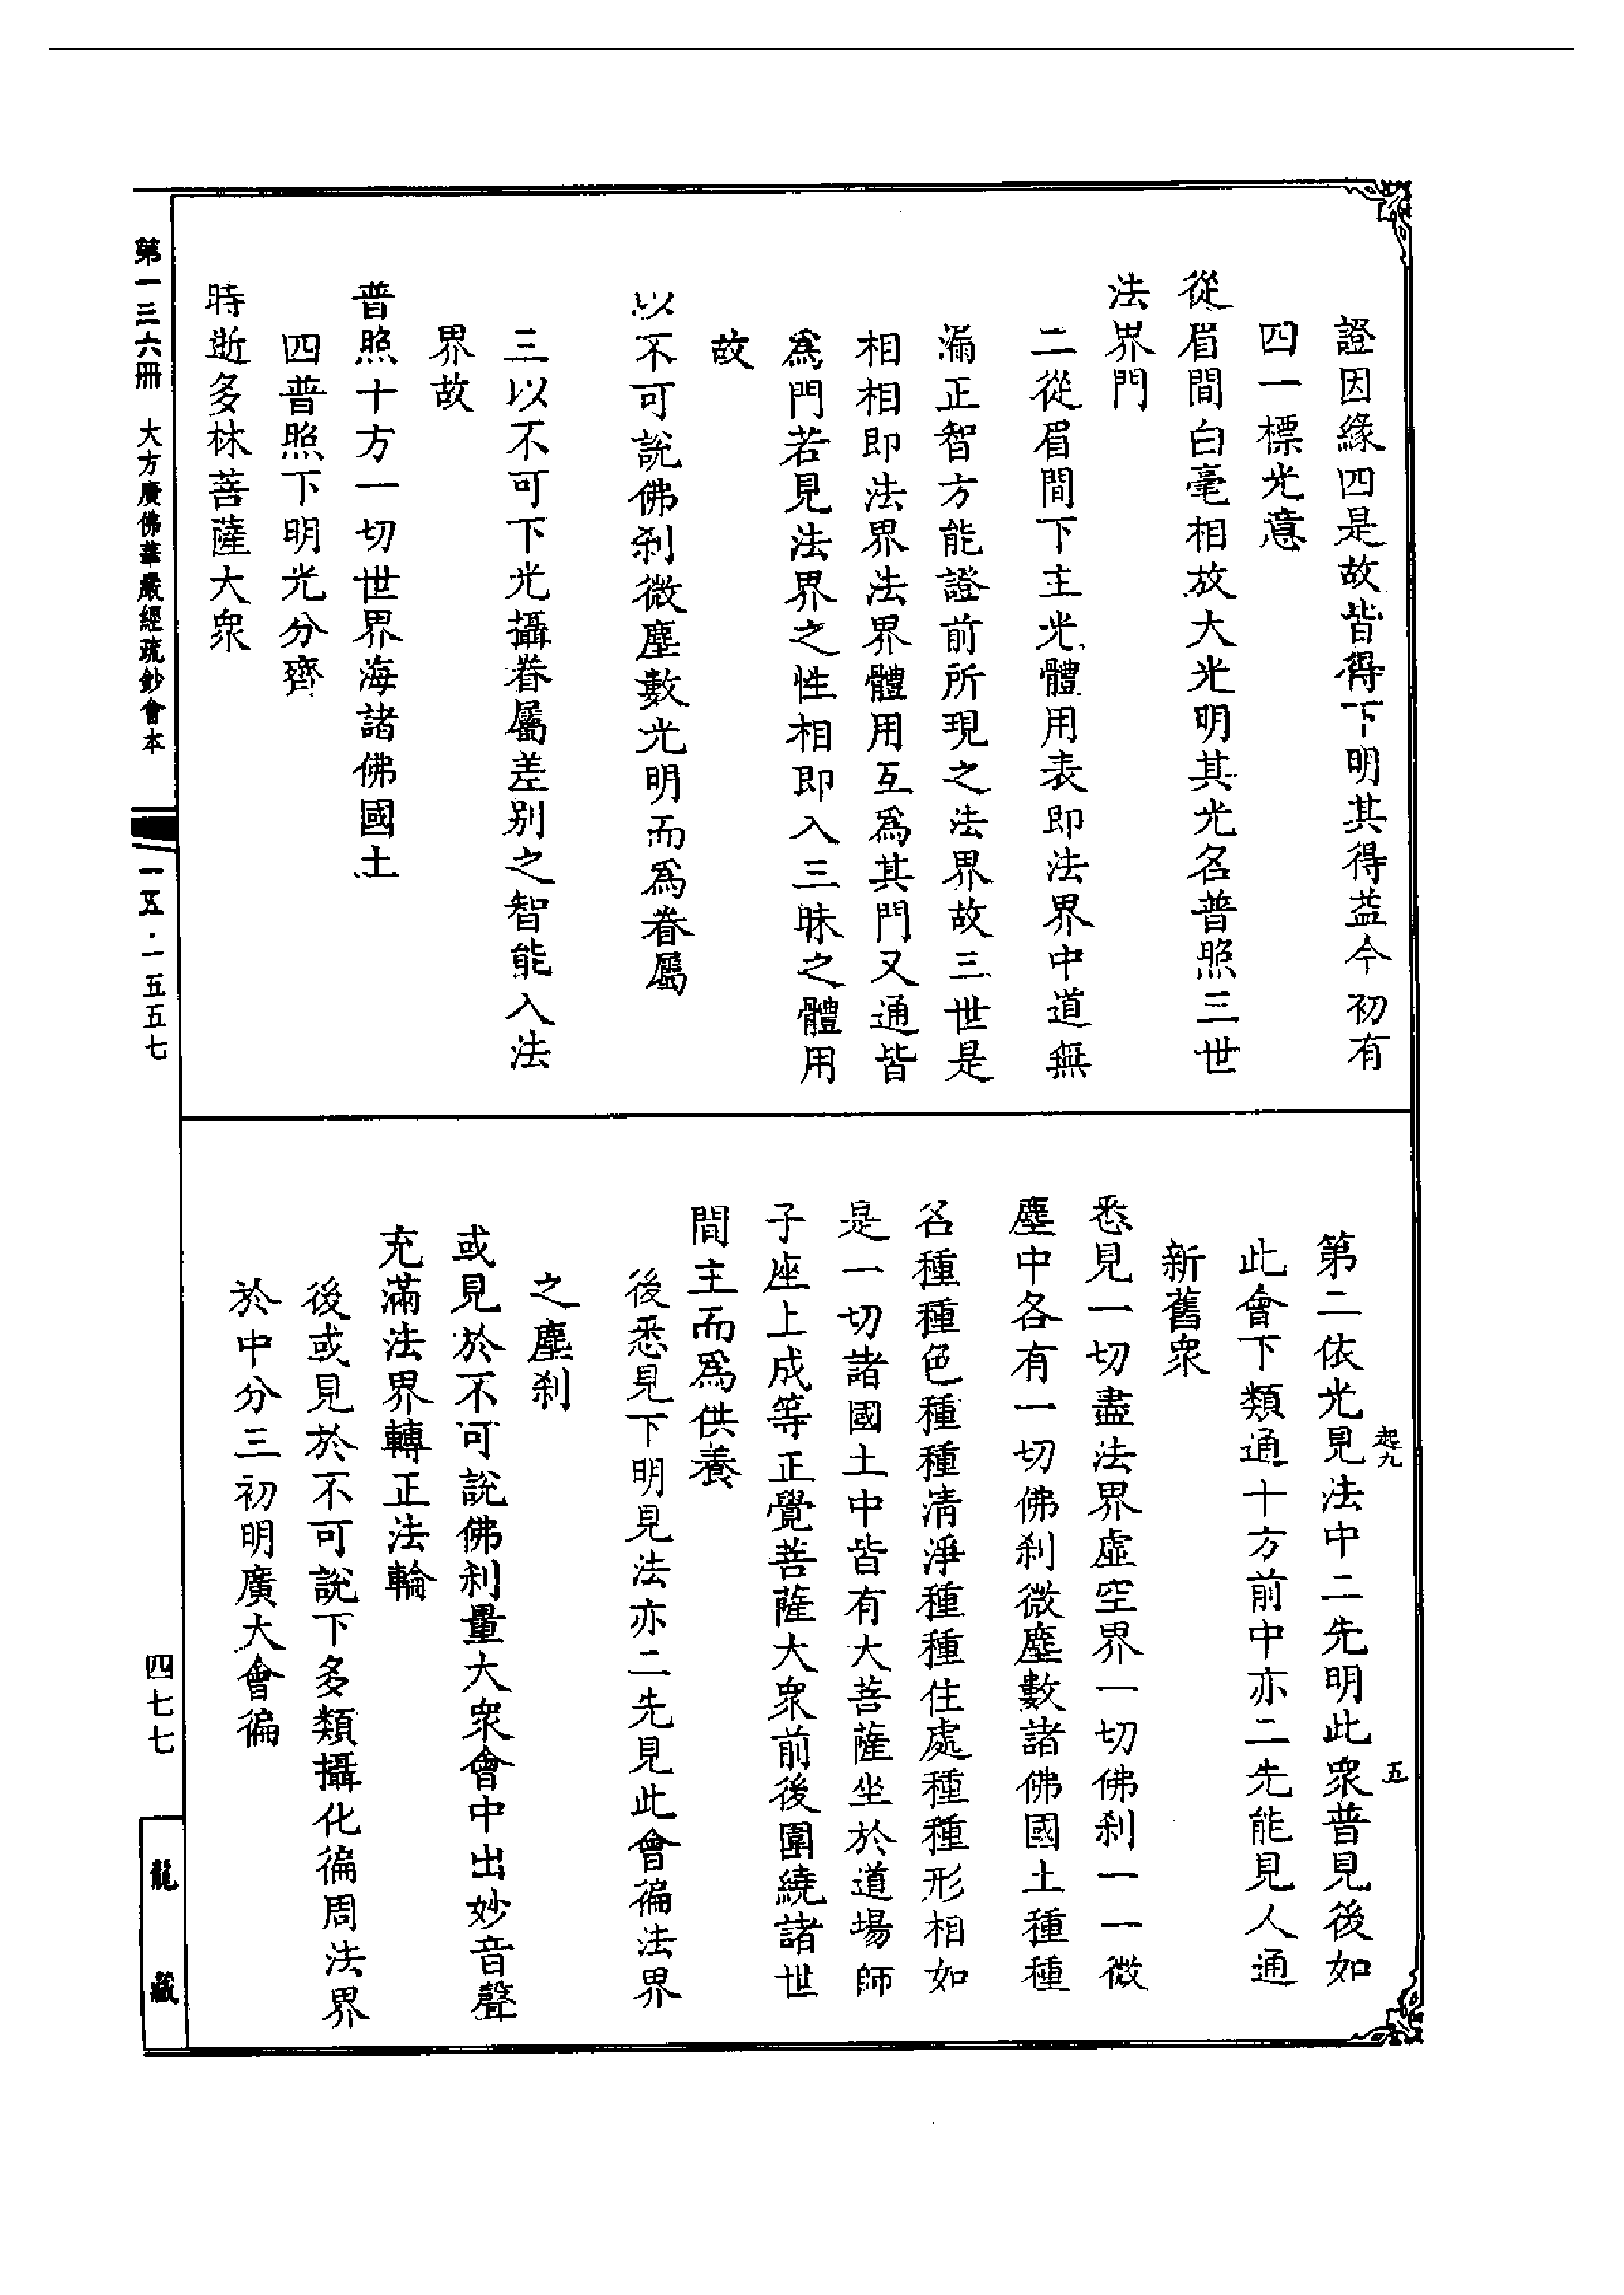 證因緣四是故皆得下明其得益今初有
四一標光意
從眉間白毫相放大光明其光名普照三世
法界門
二從眉間下主光體用表即法界中道無
漏正智方能證前所現之法界故三世是
相相即法界法界體用互爲其門又通皆
爲門若見法界之性相即入三昧之體用
故
以不可說佛刹微塵數光明而爲眷屬
三以不可下光攝眷屬差別之智能入法
界故
普照十方一切世界海諸佛國土
四普照下明光分齊
時逝多林菩薩大衆
起九
五
第二依光見法中二先明此衆普見後如
此會下類通十方前中亦二先能見人通
新舊衆
悉見一切盡法界虛空界一切佛刹一一微
塵中各有一切佛刹微塵數諸佛國土種種
名種種色種種清淨種種住處種種形相如
是一切諸國土中皆有大菩薩坐於道場師
子座上成等正覺菩薩大衆前後圍繞諸世
間主而爲供養
後悉見下明見法亦二先見此會徧法界
之塵刹
或見於不可說佛刹量大衆會中出妙音聲
充滿法界轉正法輪
後或見於不可說下多類攝化徧周法界
於中分三初明廣大會徧
第一三六冊 大方廣佛華嚴經疏鈔會本
一五·一五五七
四七七
龍藏